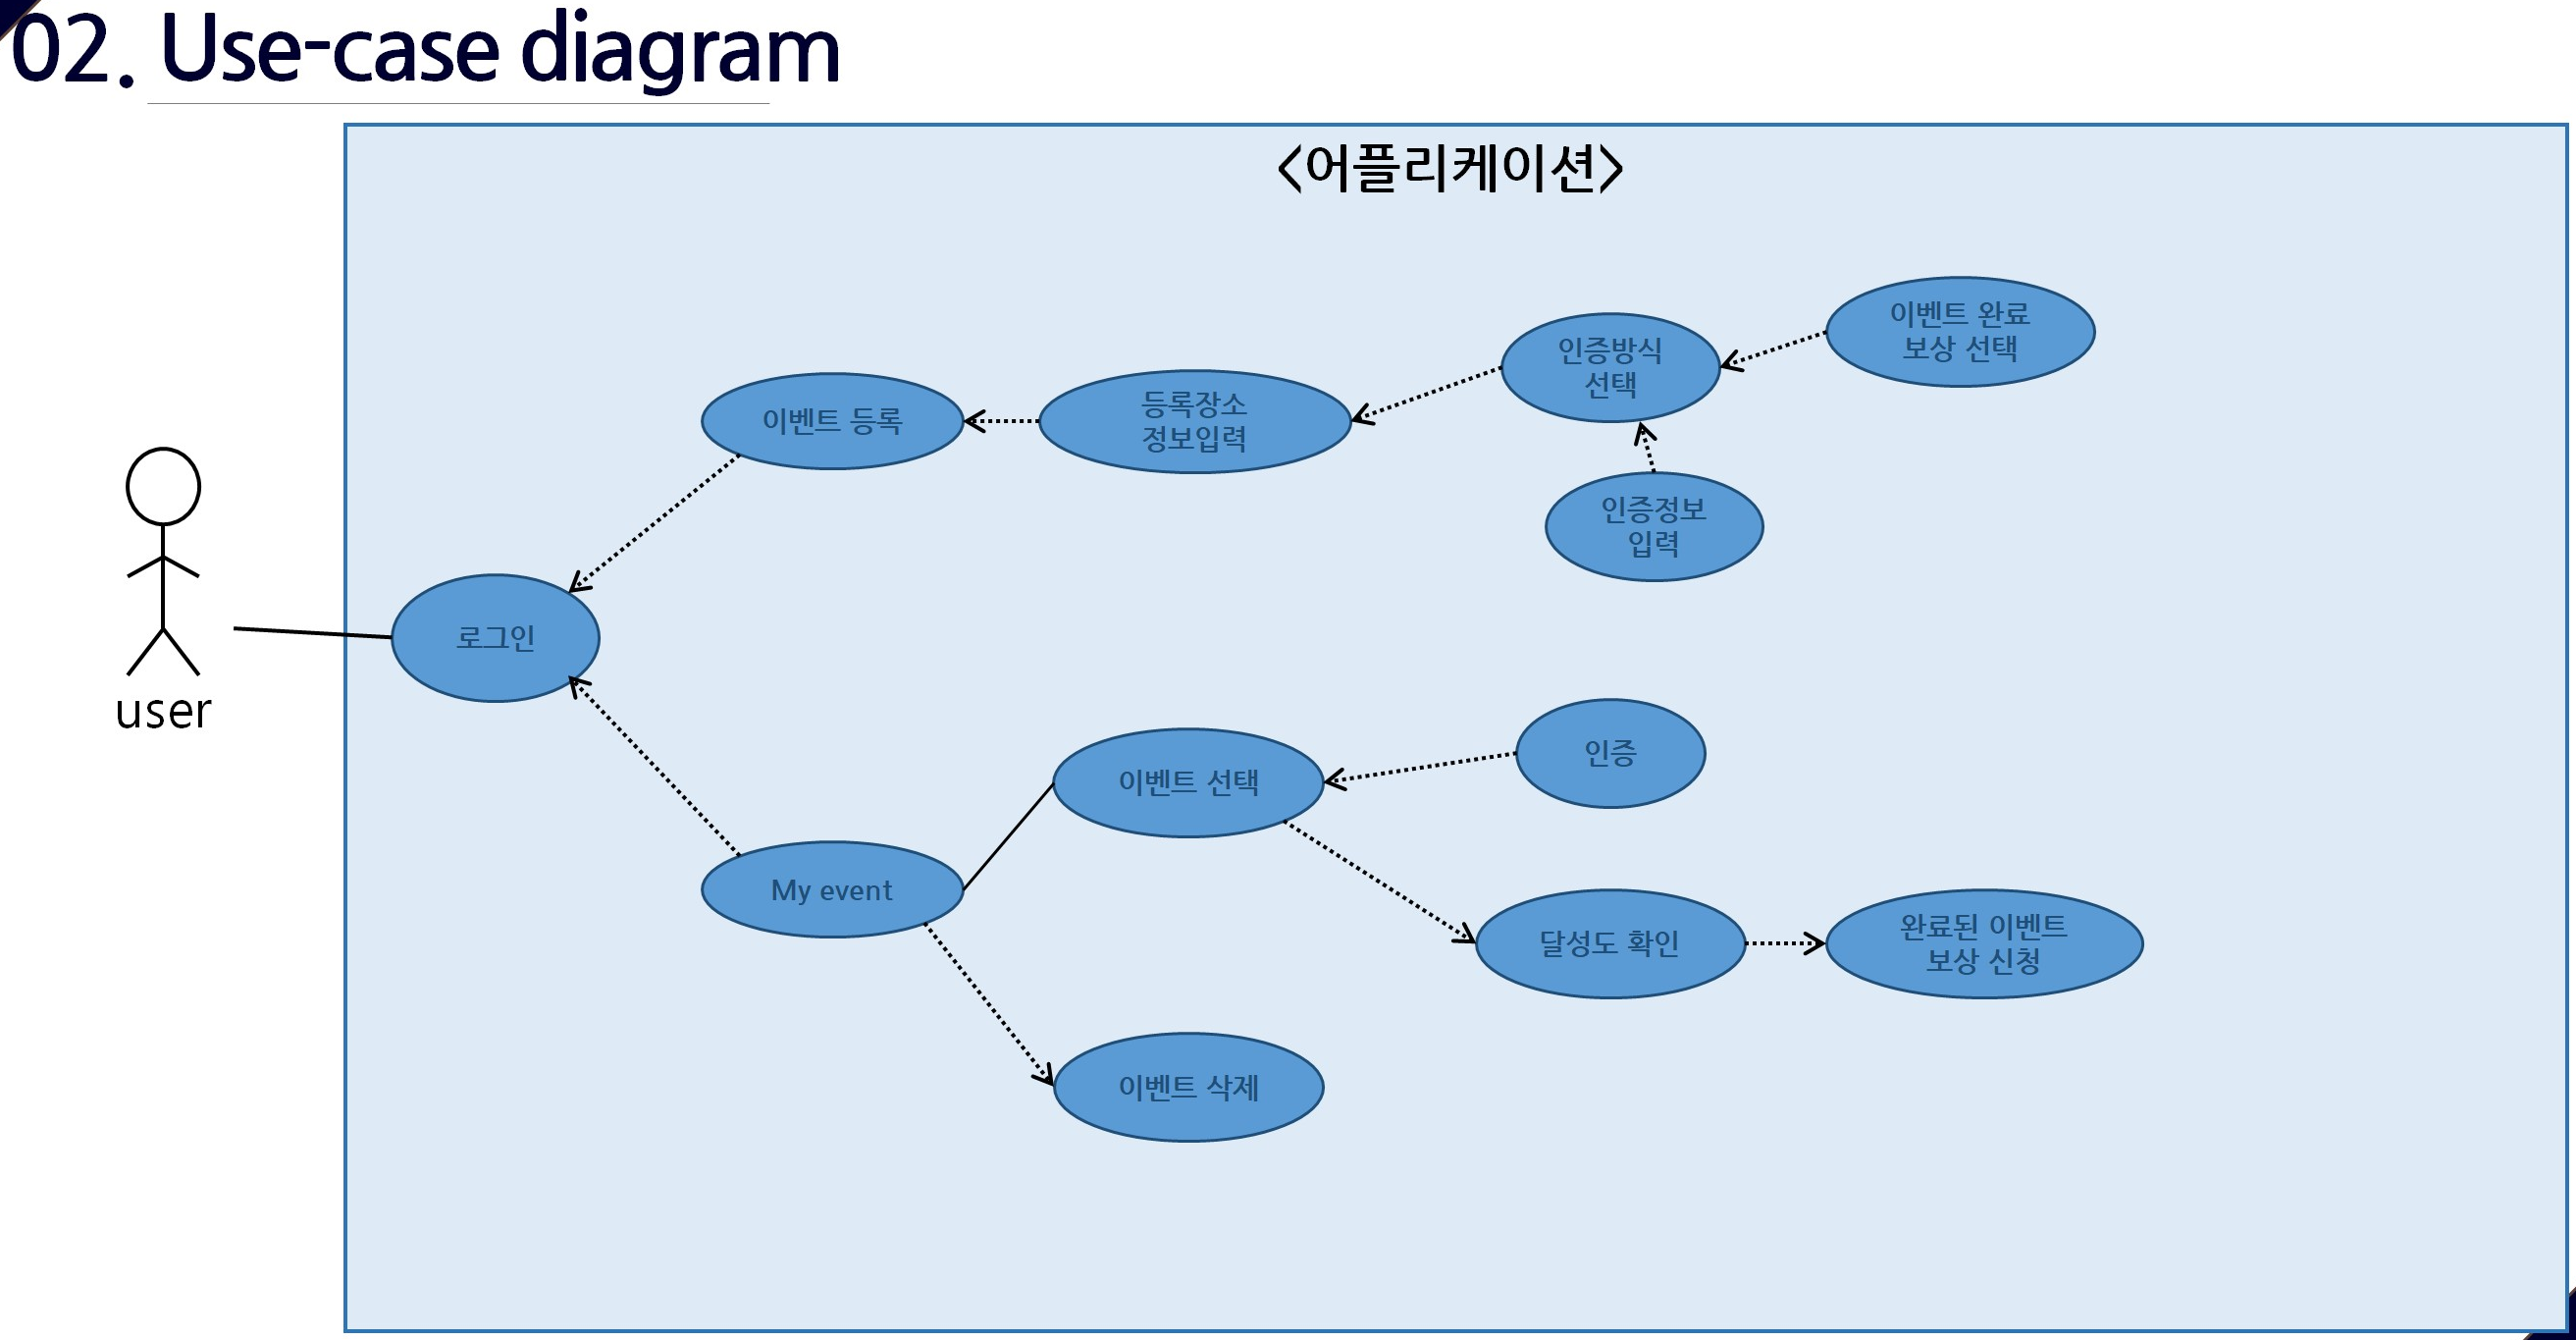 02. Use-case diagram
<어플리케이션>
이벤트 완료
보상 선택
인증방식
선택
등록장소
정보입력
이벤트 등록
인증정보
입력
로그인
user
인증
이벤트 선택
My event
달성도 확인
완료된 이벤트
보상 신청
이벤트 삭제